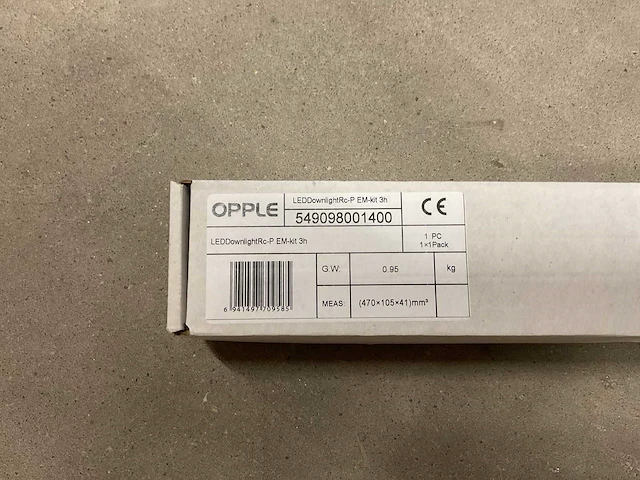 OPPLE
LEDDownlightRc-P EM-kit 3h
549098001400
CE
LEDDownlightRc-P EM-kit 3h
1 PC
1×1Pack
G.W. 0.95 kg
MEAS: (470×105×41)mm³
6 941497 709585